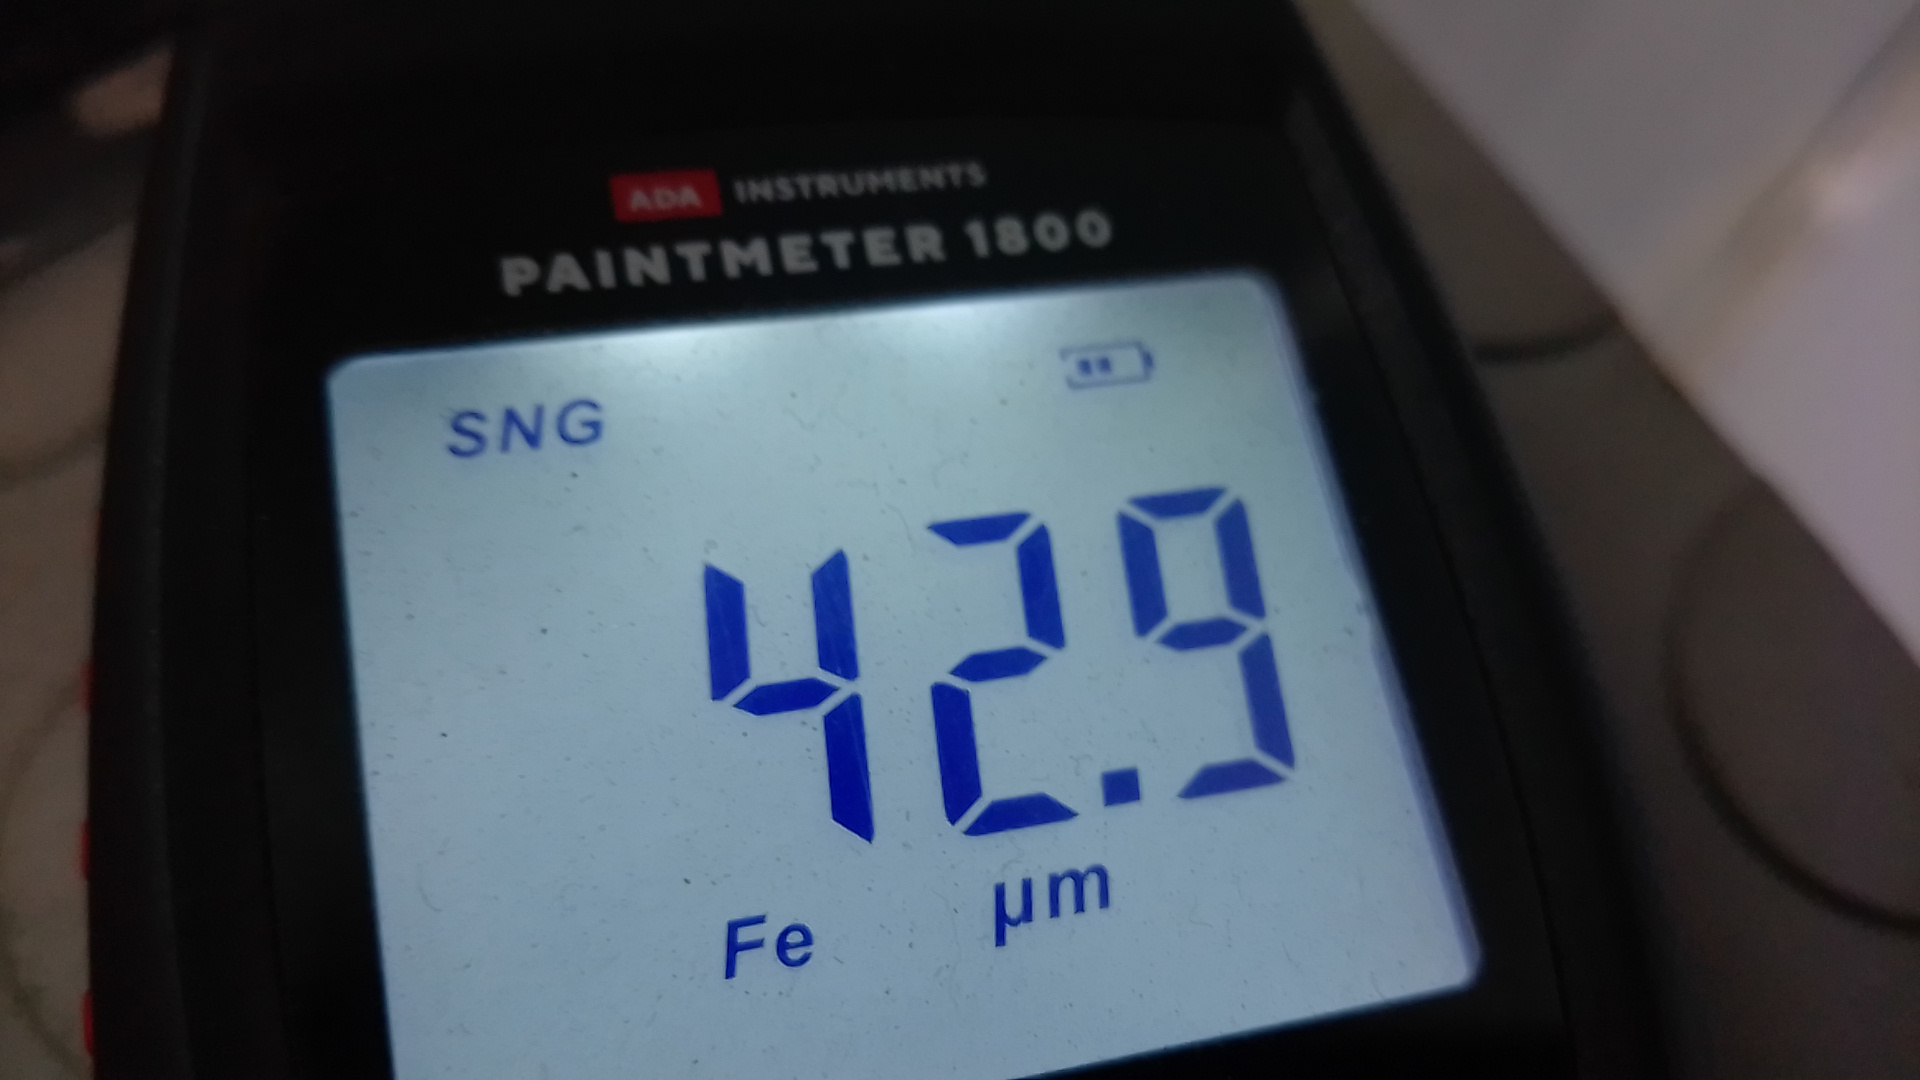 ADA INSTRUMENTS
PAINTMETER 1800
SNG
42.9
Fe µm